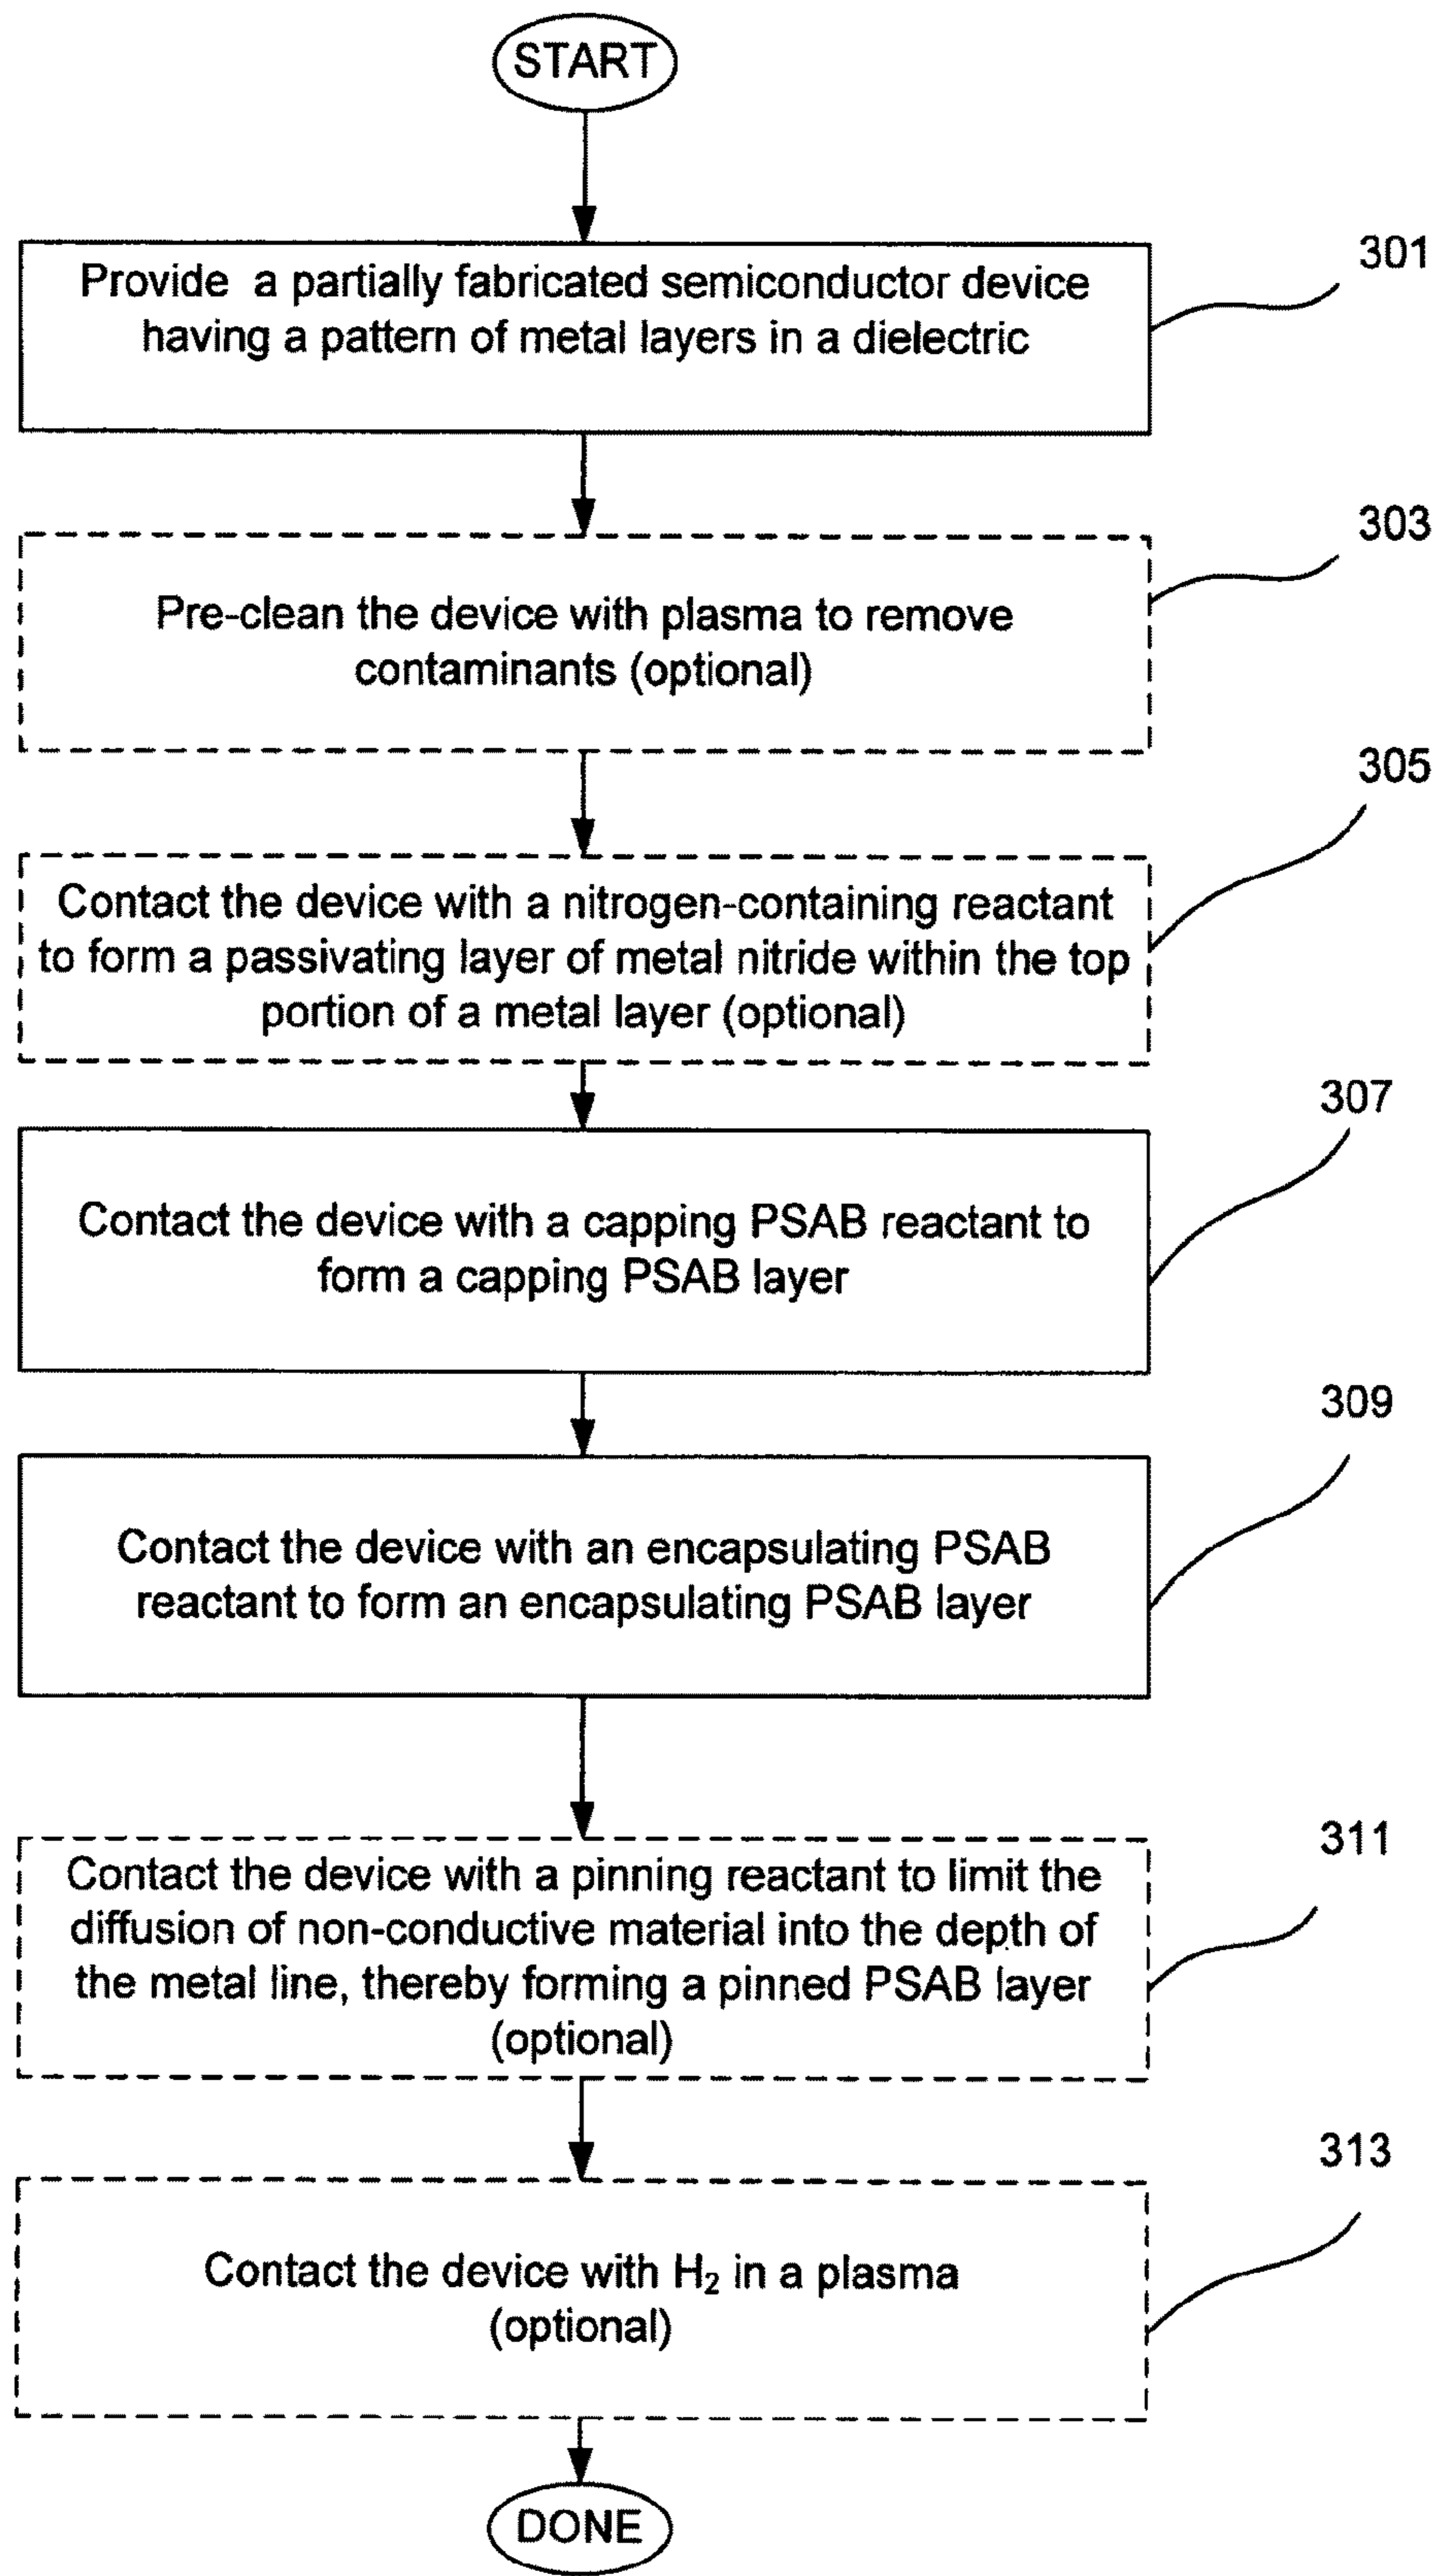 START
301
Provide a partially fabricated semiconductor device
having a pattern of metal layers in a dielectric
303
Pre-clean the device with plasma to remove
contaminants (optional)
305
Contact the device with a nitrogen-containing reactant
to form a passivating layer of metal nitride within the top
portion of a metal layer (optional)
307
Contact the device with a capping PSAB reactant to
form a capping PSAB layer
309
Contact the device with an encapsulating PSAB
reactant to form an encapsulating PSAB layer
311
Contact the device with a pinning reactant to limit the
diffusion of non-conductive material into the depth of
the metal line, thereby forming a pinned PSAB layer
(optional)
313
Contact the device with H₂ in a plasma
(optional)
DONE